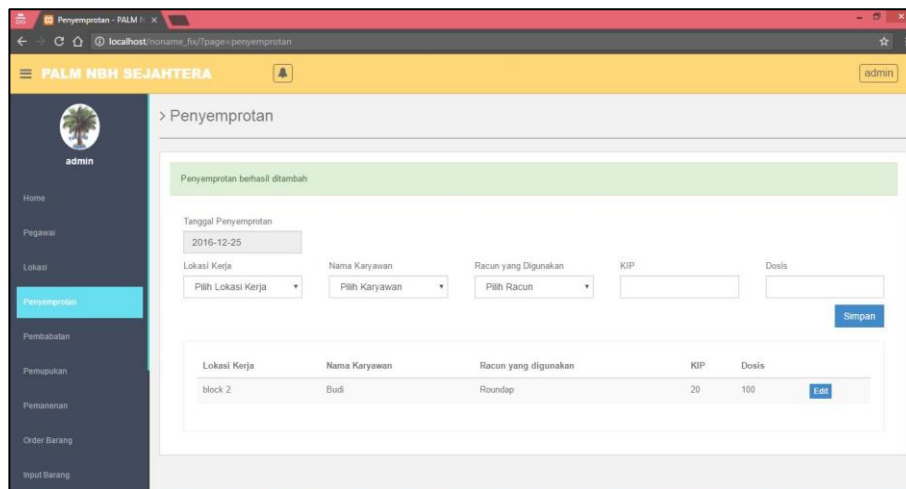 Penyemprotan - PALM N
localhost/noname_fix/?page=penyemprotan
PALM NBH SEJAHTERA
admin
admin
Home
Pegawai
Lokasi
Penyemprotan
Pembabatan
Pemupukan
Pemanenan
Order Barang
Input Barang
> Penyemprotan
Penyemprotan berhasil ditambah
Tanggal Penyemprotan
2016-12-25
Lokasi Kerja Nama Karyawan Racun yang Digunakan KIP Dosis
Pilih Lokasi Kerja Pilih Karyawan Pilih Racun
Simpan
Lokasi Kerja Nama Karyawan Racun yang digunakan KIP Dosis
block 2 Budi Roundap 20 100 Edit